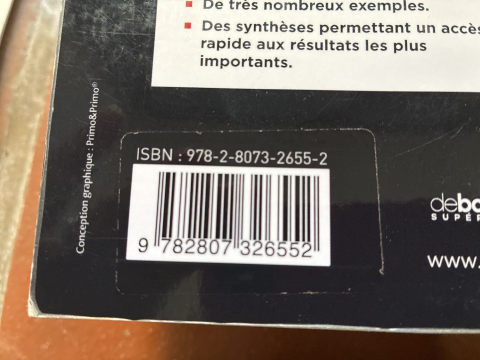 ▪ De très nombreux exemples.
▪ Des synthèses permettant un accès
rapide aux résultats les plus
importants.
Conception graphique : Primo&Primo®
ISBN : 978-2-8073-2655-2
9 782807 326552
www.